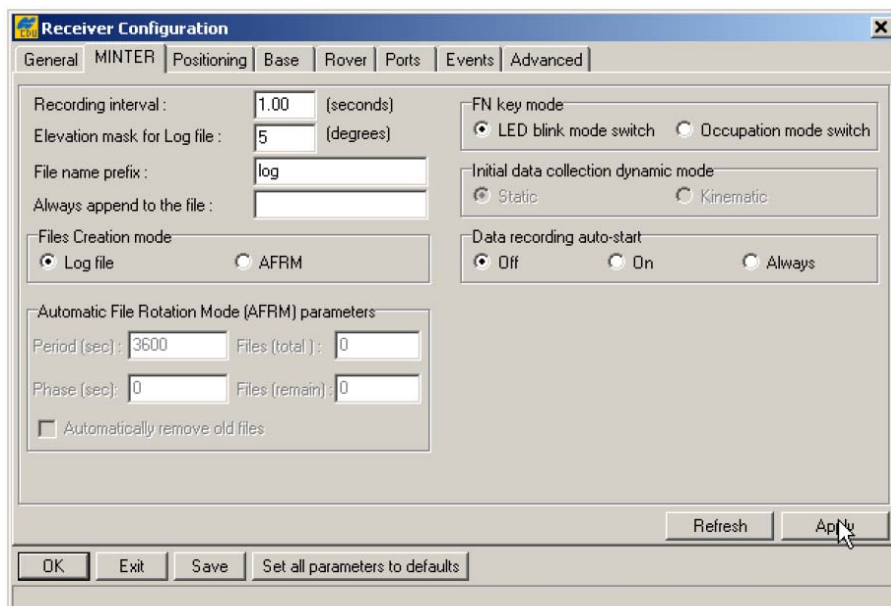 Receiver Configuration
General MINTER Positioning Base Rover Ports Events Advanced
Recording interval : 1.00 (seconds)
Elevation mask for Log file : 5 (degrees)
File name prefix : log
Always append to the file :
Files Creation mode
Log file AFRM
Automatic File Rotation Mode (AFRM) parameters
Period (sec) : 3600 Files (total ) : 0
Phase (sec): 0 Files (remain) : 0
Automatically remove old files
FN key mode
LED blink mode switch Occupation mode switch
Initial data collection dynamic mode
Static Kinematic
Data recording auto-start
Off On Always
Refresh Apply
OK Exit Save Set all parameters to defaults